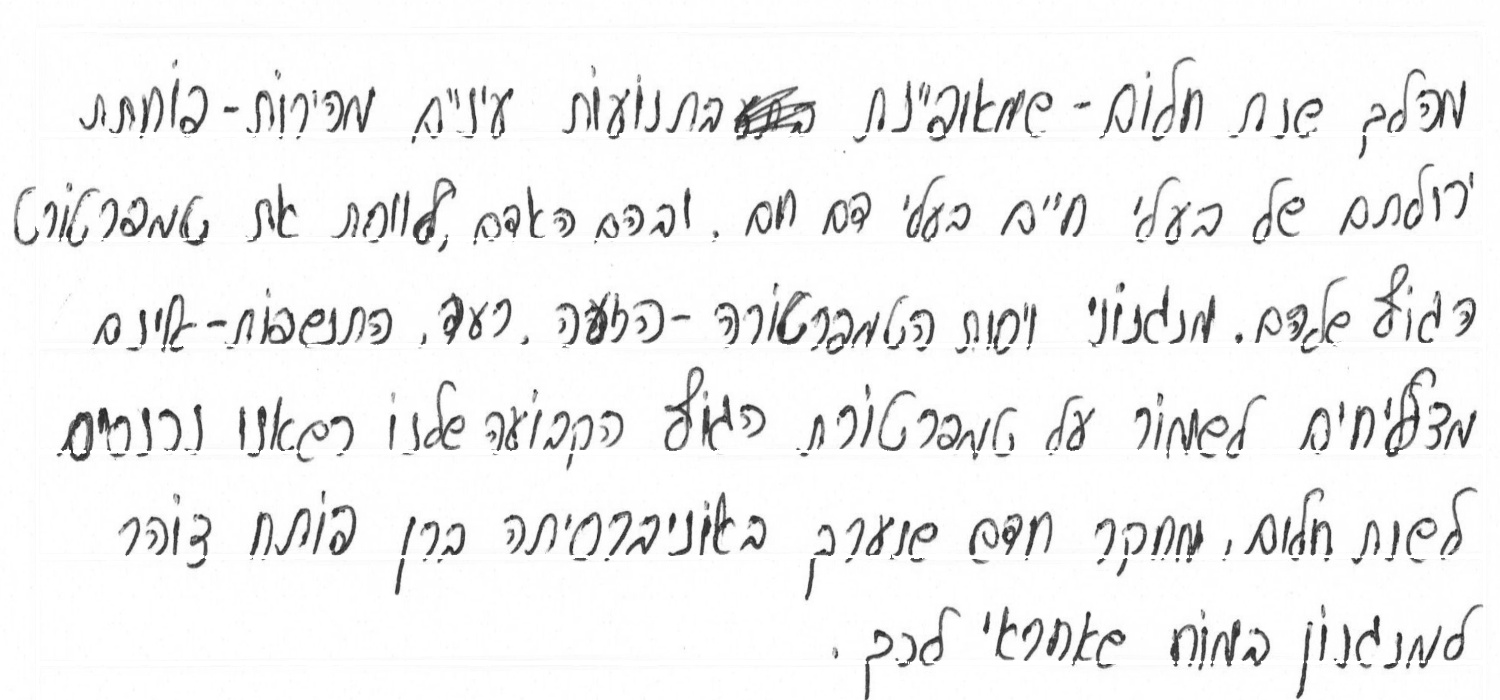 מהלך שנת חלום - שמאופיינת בתנועות עיניים מהירות - פוחתת
יכולתם של בעלי חיים בעלי דם חם, ובהם האדם, לווסת את טמפרטורת
הגוף שלהם. מנגנוני ויסות הטמפרטורה - הזעה, רעד, התנשפות - אינם
מצליחים לשמור על טמפרטורת הגוף הקבועה שלנו כשאנו נכנסים
לשנת חלום, מחקר חדש שנערך באוניברסיטה ברן פותח צוהר
למנגנון במוח שאחראי לכך.